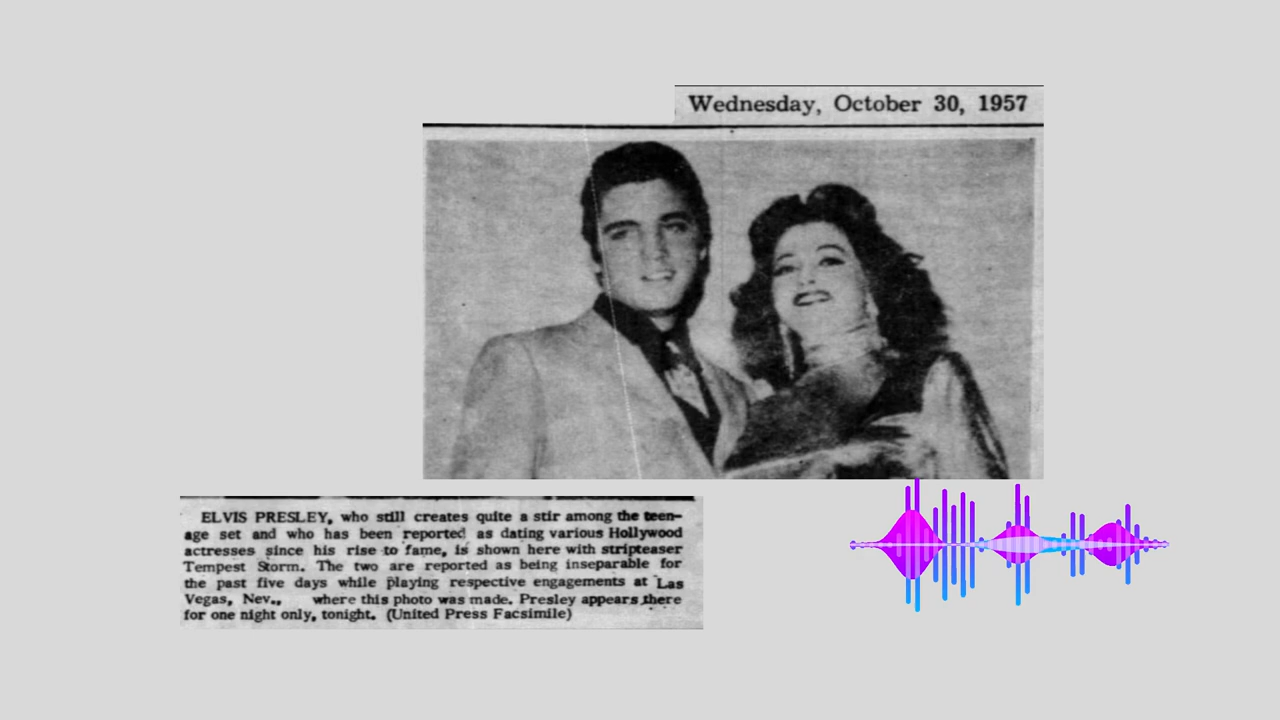 Wednesday, October 30, 1957
ELVIS PRESLEY, who still creates quite a stir among the teen-
age set and who has been reported as dating various Hollywood
actresses since his rise to fame, is shown here with stripteaser
Tempest Storm. The two are reported as being inseparable for
the past five days while playing respective engagements at Las
Vegas, Nev., where this photo was made. Presley appears there
for one night only, tonight. (United Press Facsimile)